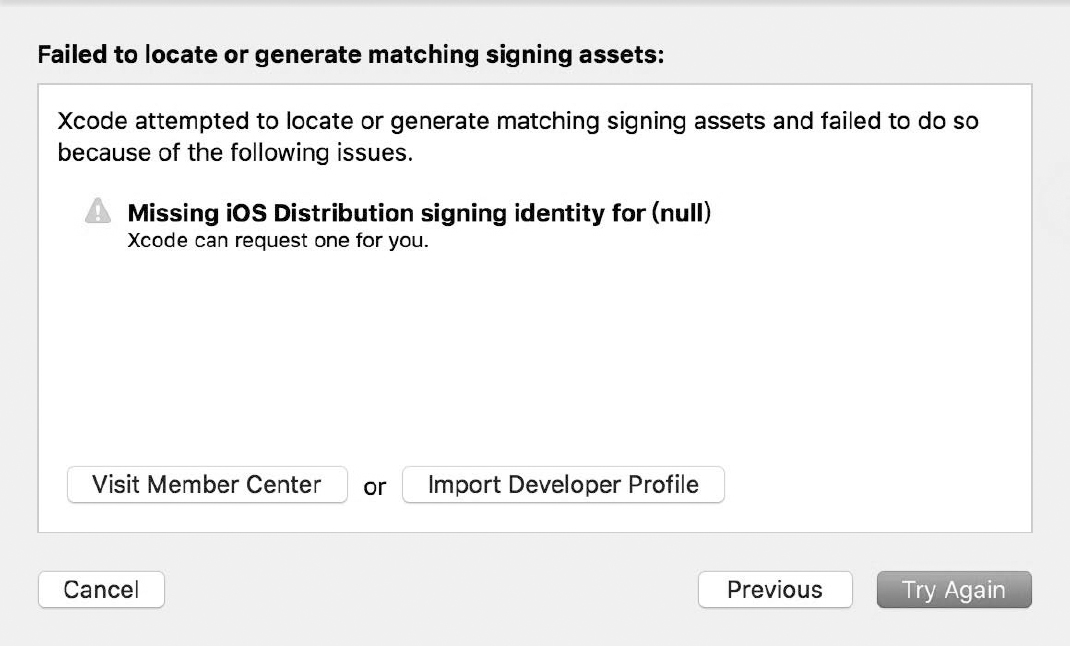 Failed to locate or generate matching signing assets:
Xcode attempted to locate or generate matching signing assets and failed to do so
because of the following issues.
Missing iOS Distribution signing identity for (null)
Xcode can request one for you.
Visit Member Center or Import Developer Profile
Cancel Previous Try Again